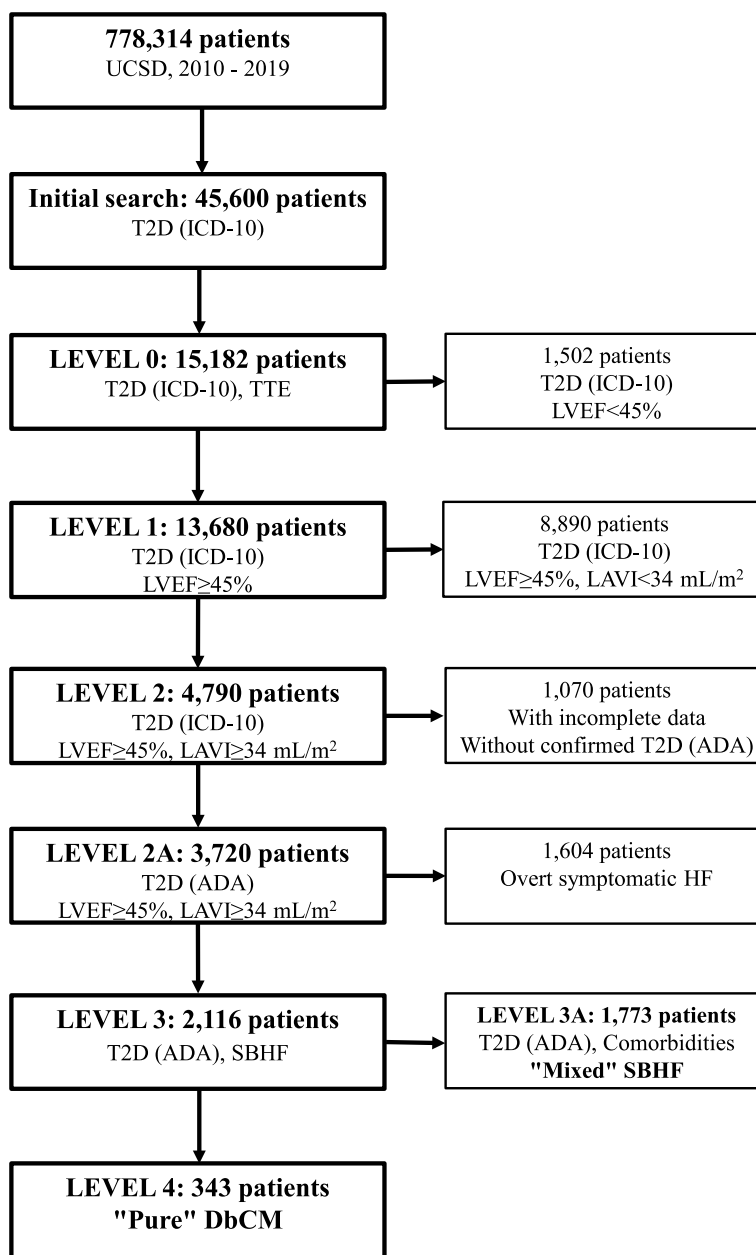 778,314 patients
UCSD, 2010 - 2019
Initial search: 45,600 patients
T2D (ICD-10)
LEVEL 0: 15,182 patients
T2D (ICD-10), TTE
1,502 patients
T2D (ICD-10)
LVEF<45%
LEVEL 1: 13,680 patients
T2D (ICD-10)
LVEF≥45%
8,890 patients
T2D (ICD-10)
LVEF≥45%, LAVI<34 mL/m²
LEVEL 2: 4,790 patients
T2D (ICD-10)
LVEF≥45%, LAVI≥34 mL/m²
1,070 patients
With incomplete data
Without confirmed T2D (ADA)
LEVEL 2A: 3,720 patients
T2D (ADA)
LVEF≥45%, LAVI≥34 mL/m²
1,604 patients
Overt symptomatic HF
LEVEL 3: 2,116 patients
T2D (ADA), SBHF
LEVEL 3A: 1,773 patients
T2D (ADA), Comorbidities
"Mixed" SBHF
LEVEL 4: 343 patients
"Pure" DbCM